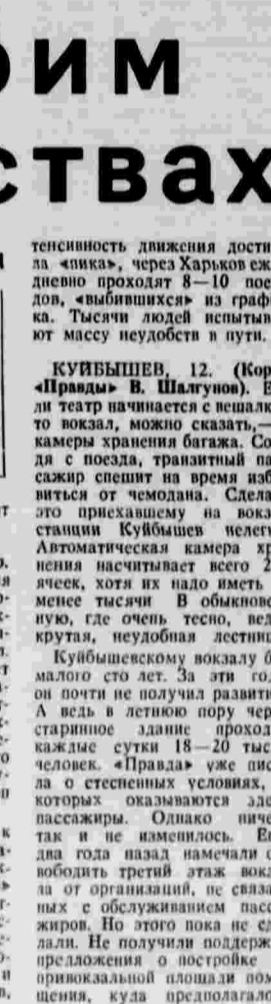 оим
ствах
тенсивность движения дости
ла «пика», через Харьков еж
дневно проходят 8—10 пое
дов, «выбившихся» из граф
ка. Тысячи людей испытыв
ют массу неудобств в пути.
КУЙБЫШЕВ, 12. (Кор
«Правды» В. Шалгунов). Е
ли театр начинается с вешалк
то вокзал, можно сказать,—
камеры хранения багажа. Со
дя с поезда, транзитный па
сажир спешит на время изб
виться от чемодана. Сдела
это приехавшему на вокз
станции Куйбышев нелег
Автоматическая камера хр
нения насчитывает всего 2
ячеек, хотя их надо иметь
менее тысячи В обыкнове
ную, где очень тесно, вед
крутая, неудобная лестниц
Куйбышевскому вокзалу б
малого сто лет. За эти го
он почти не получил развити
А ведь в летнюю пору чер
старинное здание проход
каждые сутки 18—20 тыс
человек. «Правда» уже пис
ла о стесненных условиях,
которых оказываются зде
пассажиры. Однако ниче
так и не изменилось. Е
два года назад намечали
вободить третий этаж вокз
ла от организаций, не связа
ных с обслуживанием пасс
жиров. Но этого пока не сд
лали. Не получили поддерж
предложения о постройке
привокзальной площади пом
щения, куда предполагало